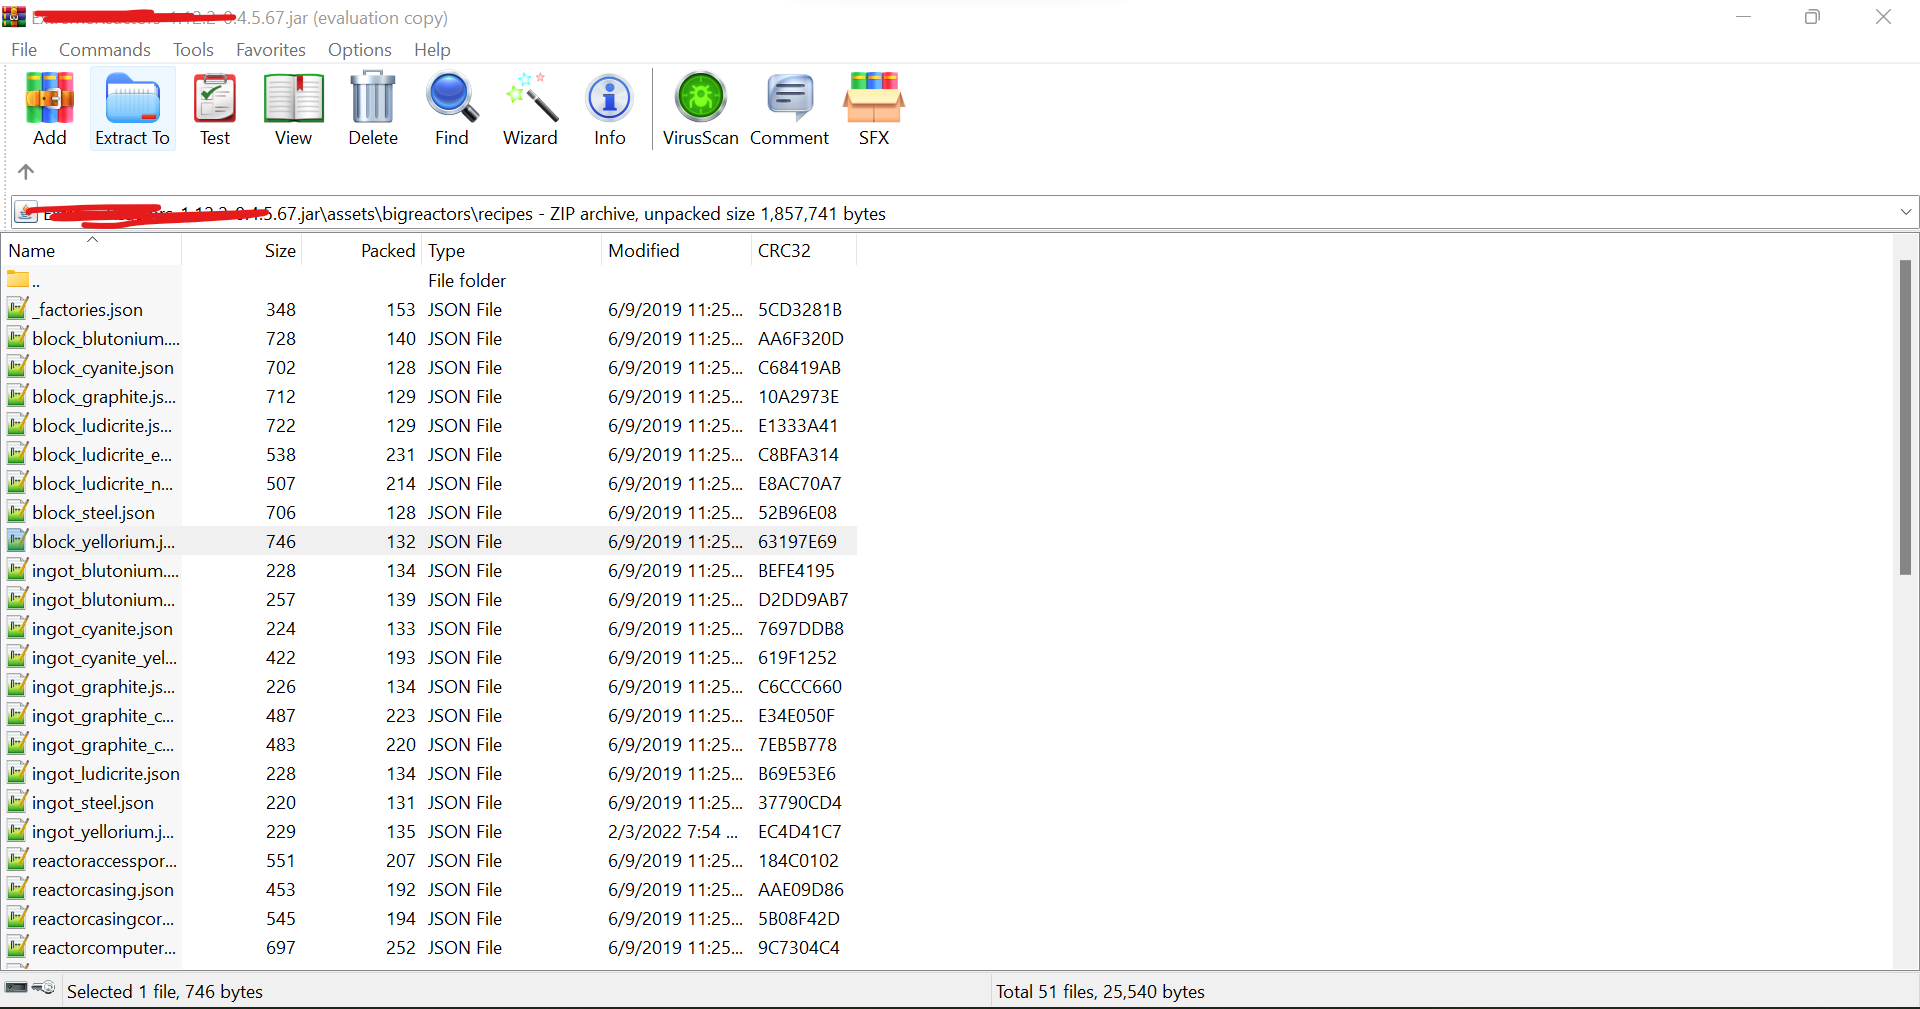 0.4.5.67.jar (evaluation copy)
File Commands Tools Favorites Options Help
Add Extract To Test View Delete Find Wizard Info VirusScan Comment SFX
.5.67.jar\assets\bigreactors\recipes - ZIP archive, unpacked size 1,857,741 bytes
Name Size Packed Type Modified CRC32
.. File folder
_factories.json 348 153 JSON File 6/9/2019 11:25... 5CD3281B
block_blutonium.... 728 140 JSON File 6/9/2019 11:25... AA6F320D
block_cyanite.json 702 128 JSON File 6/9/2019 11:25... C68419AB
block_graphite.js... 712 129 JSON File 6/9/2019 11:25... 10A2973E
block_ludicrite.js... 722 129 JSON File 6/9/2019 11:25... E1333A41
block_ludicrite_e... 538 231 JSON File 6/9/2019 11:25... C8BFA314
block_ludicrite_n... 507 214 JSON File 6/9/2019 11:25... E8AC70A7
block_steel.json 706 128 JSON File 6/9/2019 11:25... 52B96E08
block_yellorium.j... 746 132 JSON File 6/9/2019 11:25... 63197E69
ingot_blutonium.... 228 134 JSON File 6/9/2019 11:25... BEFE4195
ingot_blutonium... 257 139 JSON File 6/9/2019 11:25... D2DD9AB7
ingot_cyanite.json 224 133 JSON File 6/9/2019 11:25... 7697DDB8
ingot_cyanite_yel... 422 193 JSON File 6/9/2019 11:25... 619F1252
ingot_graphite.js... 226 134 JSON File 6/9/2019 11:25... C6CCC660
ingot_graphite_c... 487 223 JSON File 6/9/2019 11:25... E34E050F
ingot_graphite_c... 483 220 JSON File 6/9/2019 11:25... 7EB5B778
ingot_ludicrite.json 228 134 JSON File 6/9/2019 11:25... B69E53E6
ingot_steel.json 220 131 JSON File 6/9/2019 11:25... 37790CD4
ingot_yellorium.j... 229 135 JSON File 2/3/2022 7:54 ... EC4D41C7
reactoraccesspor... 551 207 JSON File 6/9/2019 11:25... 184C0102
reactorcasing.json 453 192 JSON File 6/9/2019 11:25... AAE09D86
reactorcasingcor... 545 194 JSON File 6/9/2019 11:25... 5B08F42D
reactorcomputer... 697 252 JSON File 6/9/2019 11:25... 9C7304C4
Selected 1 file, 746 bytes Total 51 files, 25,540 bytes